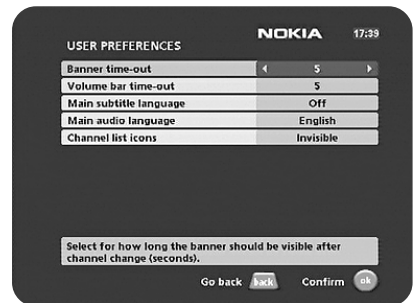 NOKIA 17:39
USER PREFERENCES
Banner time-out 5
Volume bar time-out 5
Main subtitle language Off
Main audio language English
Channel list icons Invisible
Select for how long the banner should be visible after
channel change (seconds).
Go back back Confirm ok